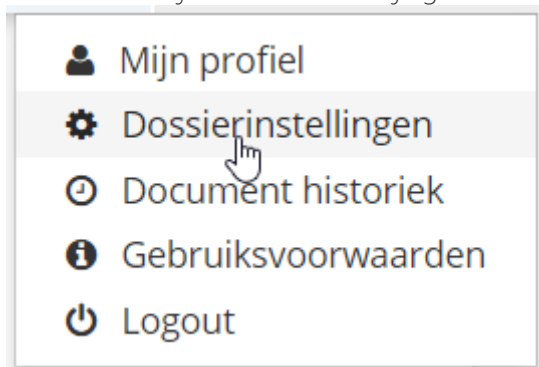 Mijn profiel
Dossierinstellingen
Document historiek
Gebruiksvoorwaarden
Logout